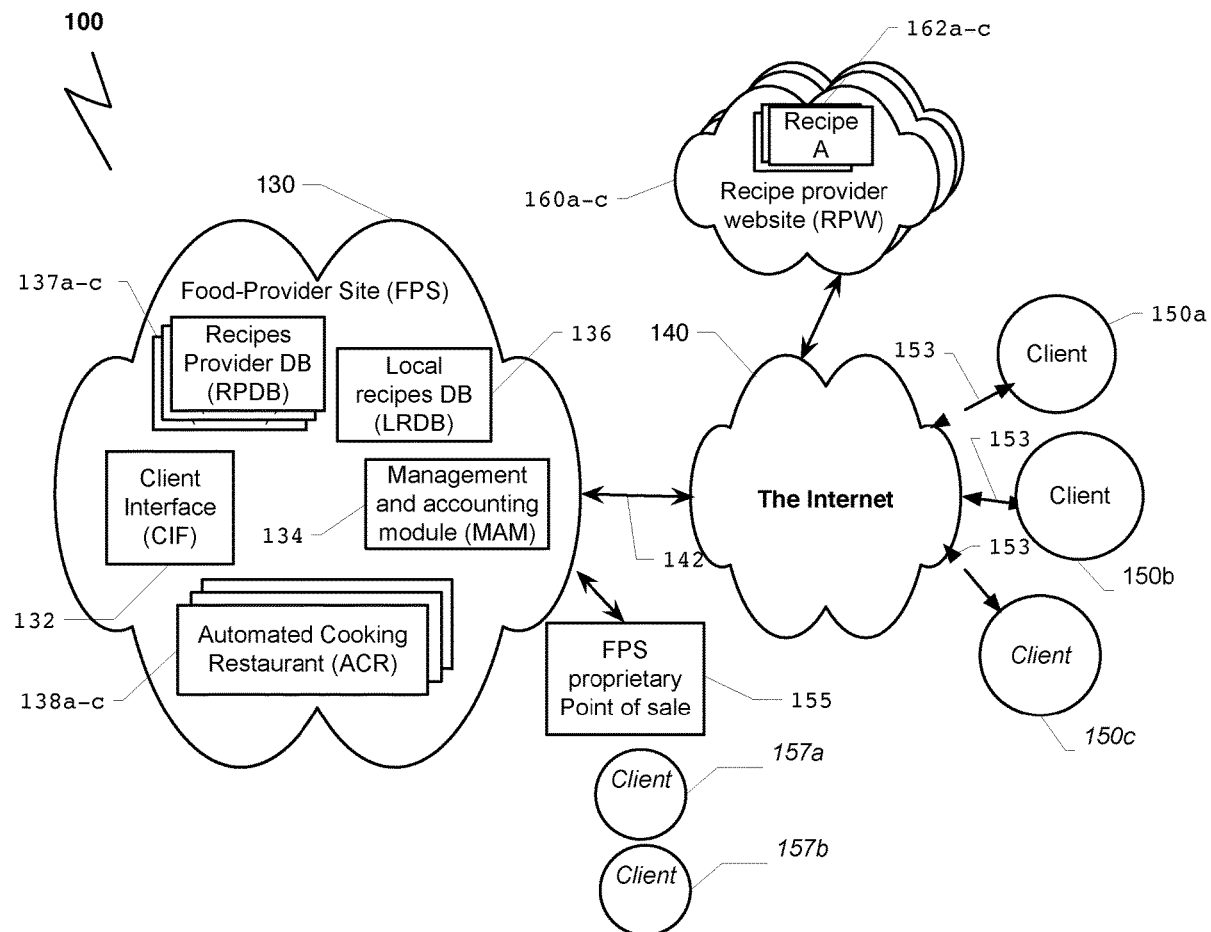 100
162a-c
Recipe
A
Recipe provider
website (RPW)
160a-c
130
137a-c
Food-Provider Site (FPS)
Recipes
Provider DB
(RPDB)
136
Local
recipes DB
(LRDB)
140
150a
Client
153
153
Client
150b
Client
Interface
(CIF)
Management
and accounting
module (MAM)
134
The Internet
142
153
132
Automated Cooking
Restaurant (ACR)
138a-c
FPS
proprietary
Point of sale
155
Client
150c
Client
157a
Client
157b